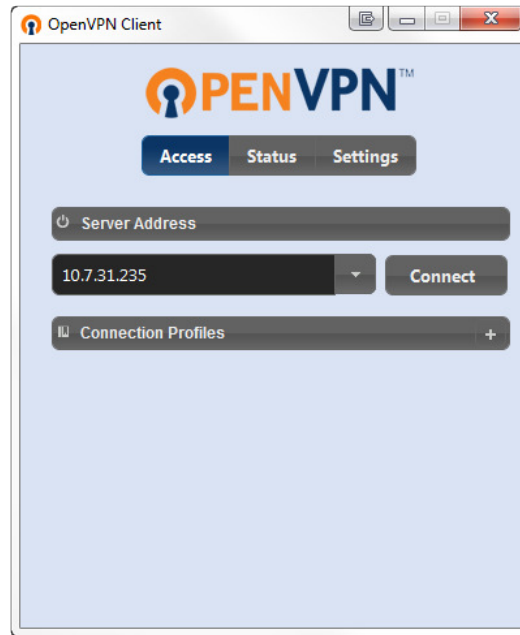 OpenVPN Client
OPENVPN™
Access Status Settings
Server Address
10.7.31.235 Connect
Connection Profiles +